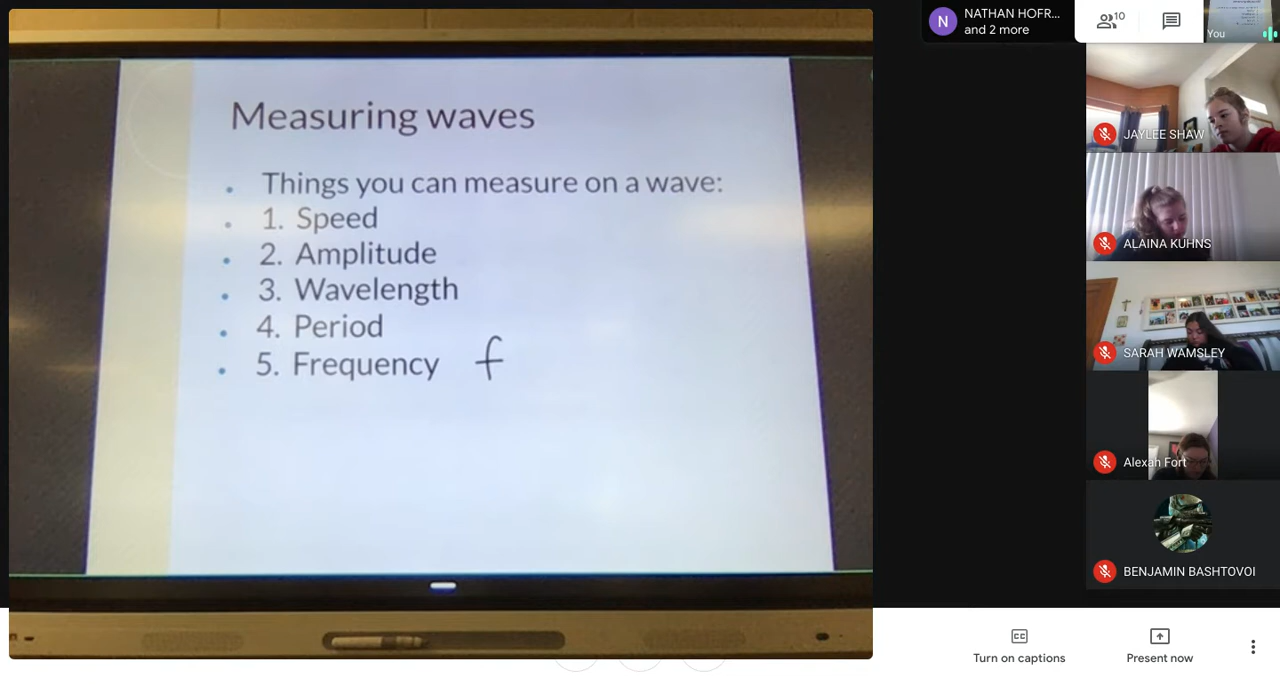 Measuring waves
Things you can measure on a wave:
1. Speed
2. Amplitude
3. Wavelength
4. Period
5. Frequency f
NATHAN HOFR...
and 2 more
N
10
You
JAYLEE SHAW
ALAINA KUHNS
SARAH WAMSLEY
Alexah Fort
BENJAMIN BASHTOVOI
CC
Turn on captions
Present now